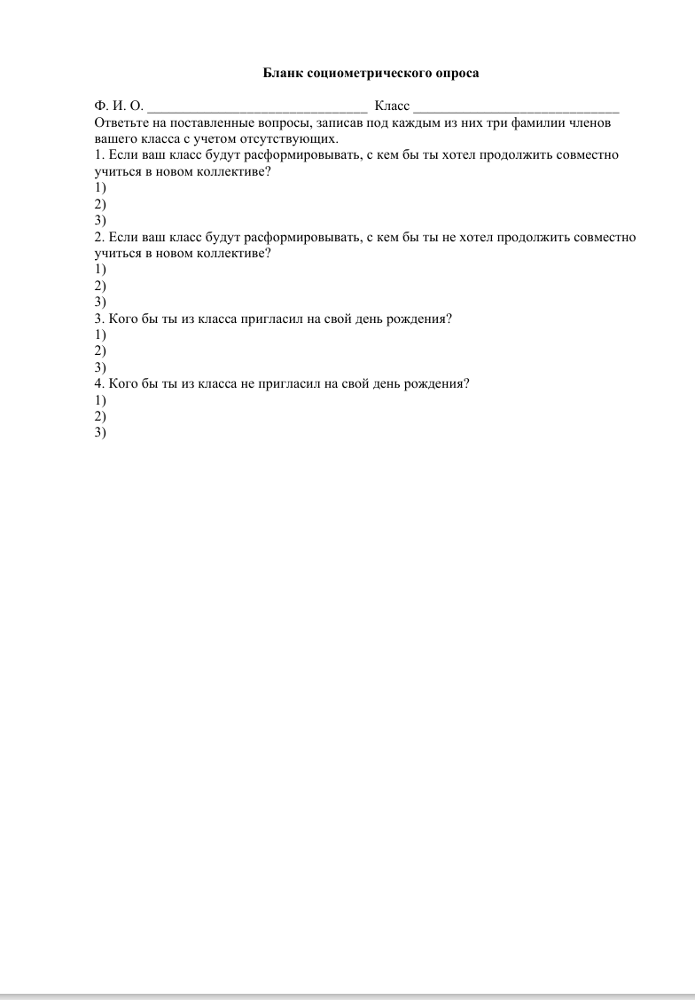 Бланк социометрического опроса
Ф. И. О. _______________________________ Класс _____________________________
Ответьте на поставленные вопросы, записав под каждым из них три фамилии членов
вашего класса с учетом отсутствующих.
1. Если ваш класс будут расформировывать, с кем бы ты хотел продолжить совместно
учиться в новом коллективе?
1)
2)
3)
2. Если ваш класс будут расформировывать, с кем бы ты не хотел продолжить совместно
учиться в новом коллективе?
1)
2)
3)
3. Кого бы ты из класса пригласил на свой день рождения?
1)
2)
3)
4. Кого бы ты из класса не пригласил на свой день рождения?
1)
2)
3)